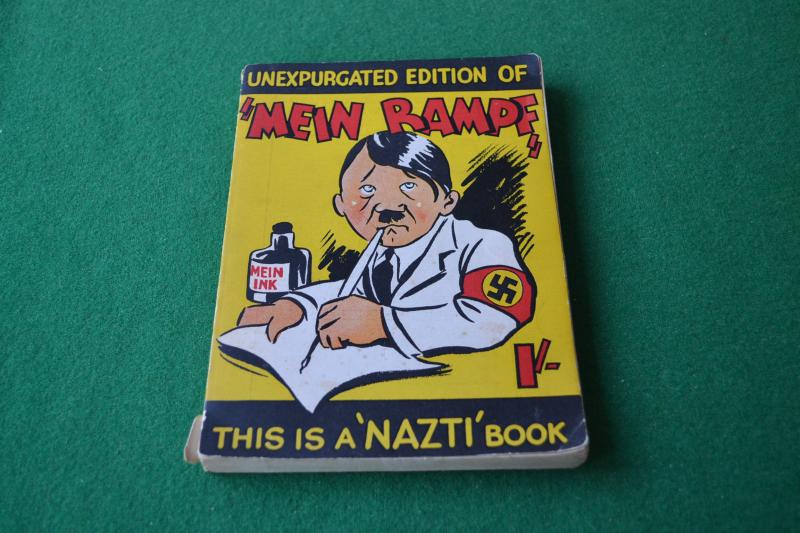 UNEXPURGATED EDITION OF
"MEIN RAMPF"
MEIN
INK
1/-
THIS IS A 'NAZTI' BOOK